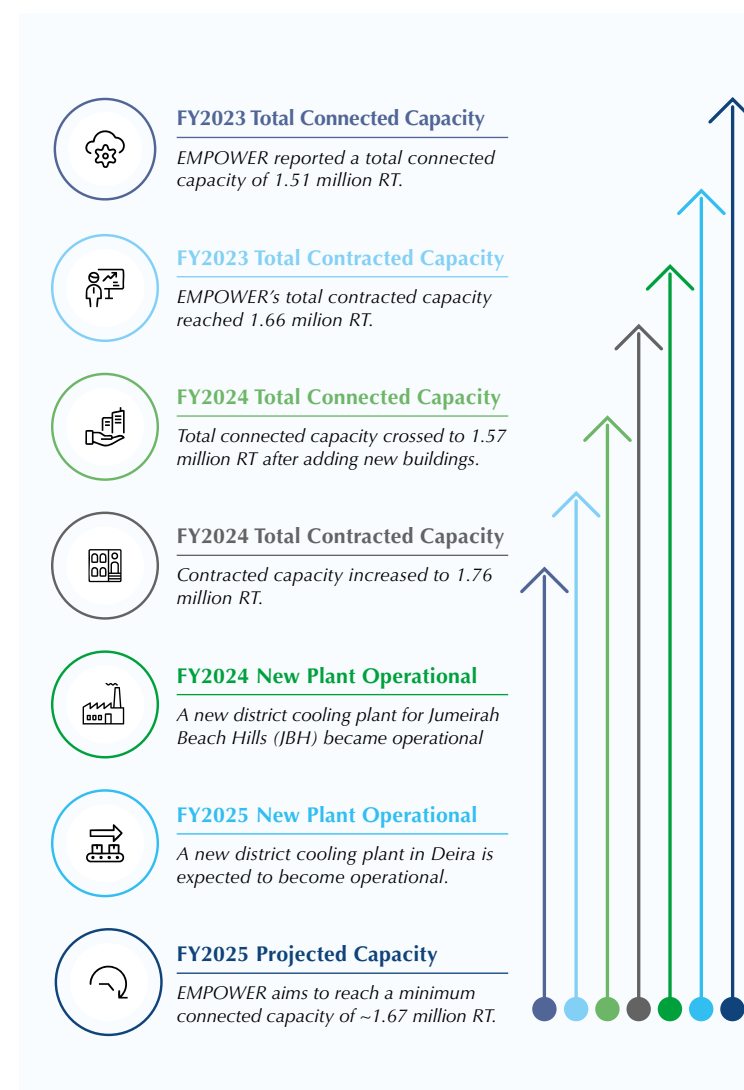 FY2023 Total Connected Capacity
EMPOWER reported a total connected
capacity of 1.51 million RT.
FY2023 Total Contracted Capacity
EMPOWER's total contracted capacity
reached 1.66 milion RT.
FY2024 Total Connected Capacity
Total connected capacity crossed to 1.57
million RT after adding new buildings.
FY2024 Total Contracted Capacity
Contracted capacity increased to 1.76
million RT.
FY2024 New Plant Operational
A new district cooling plant for Jumeirah
Beach Hills (JBH) became operational
FY2025 New Plant Operational
A new district cooling plant in Deira is
expected to become operational.
FY2025 Projected Capacity
EMPOWER aims to reach a minimum
connected capacity of ~1.67 million RT.